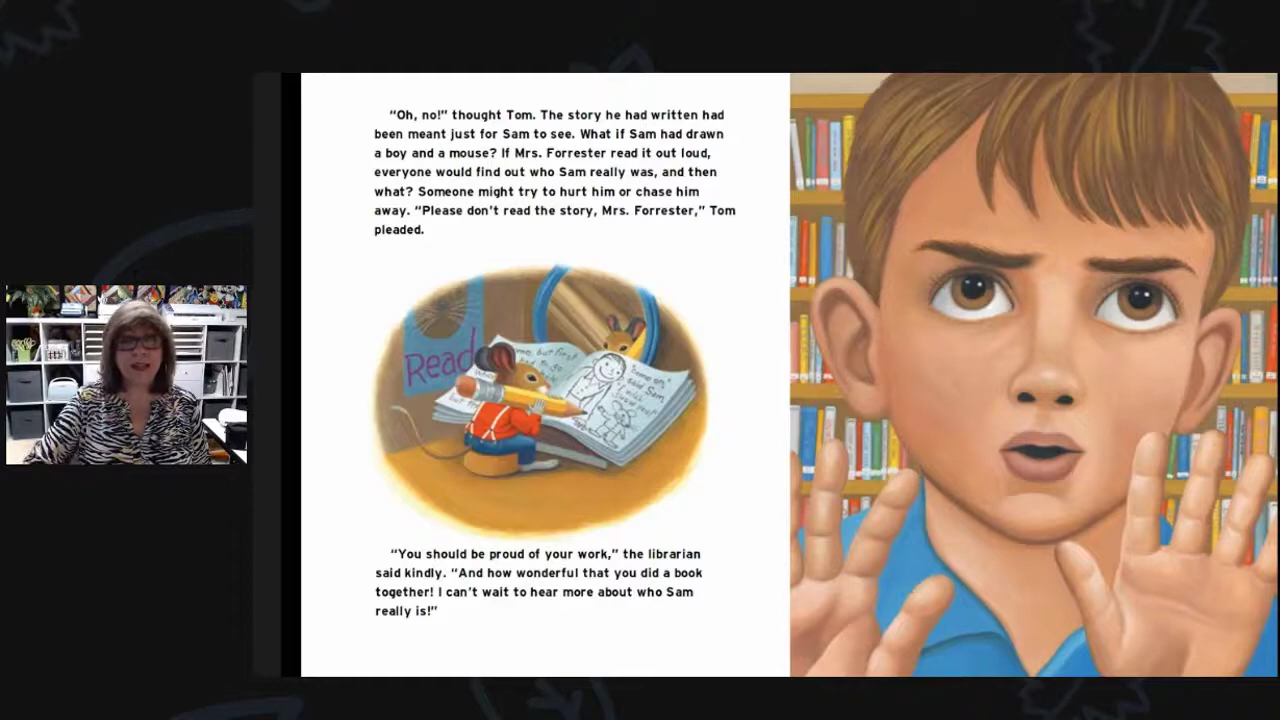 “Oh, no!” thought Tom. The story he had written had
been meant just for Sam to see. What if Sam had drawn
a boy and a mouse? If Mrs. Forrester read it out loud,
everyone would find out who Sam really was, and then
what? Someone might try to hurt him or chase him
away. “Please don’t read the story, Mrs. Forrester,” Tom
pleaded.
Read
"Come on,"
said Sam,
“You should be proud of your work,” the librarian
said kindly. “And how wonderful that you did a book
together! I can’t wait to hear more about who Sam
really is!”